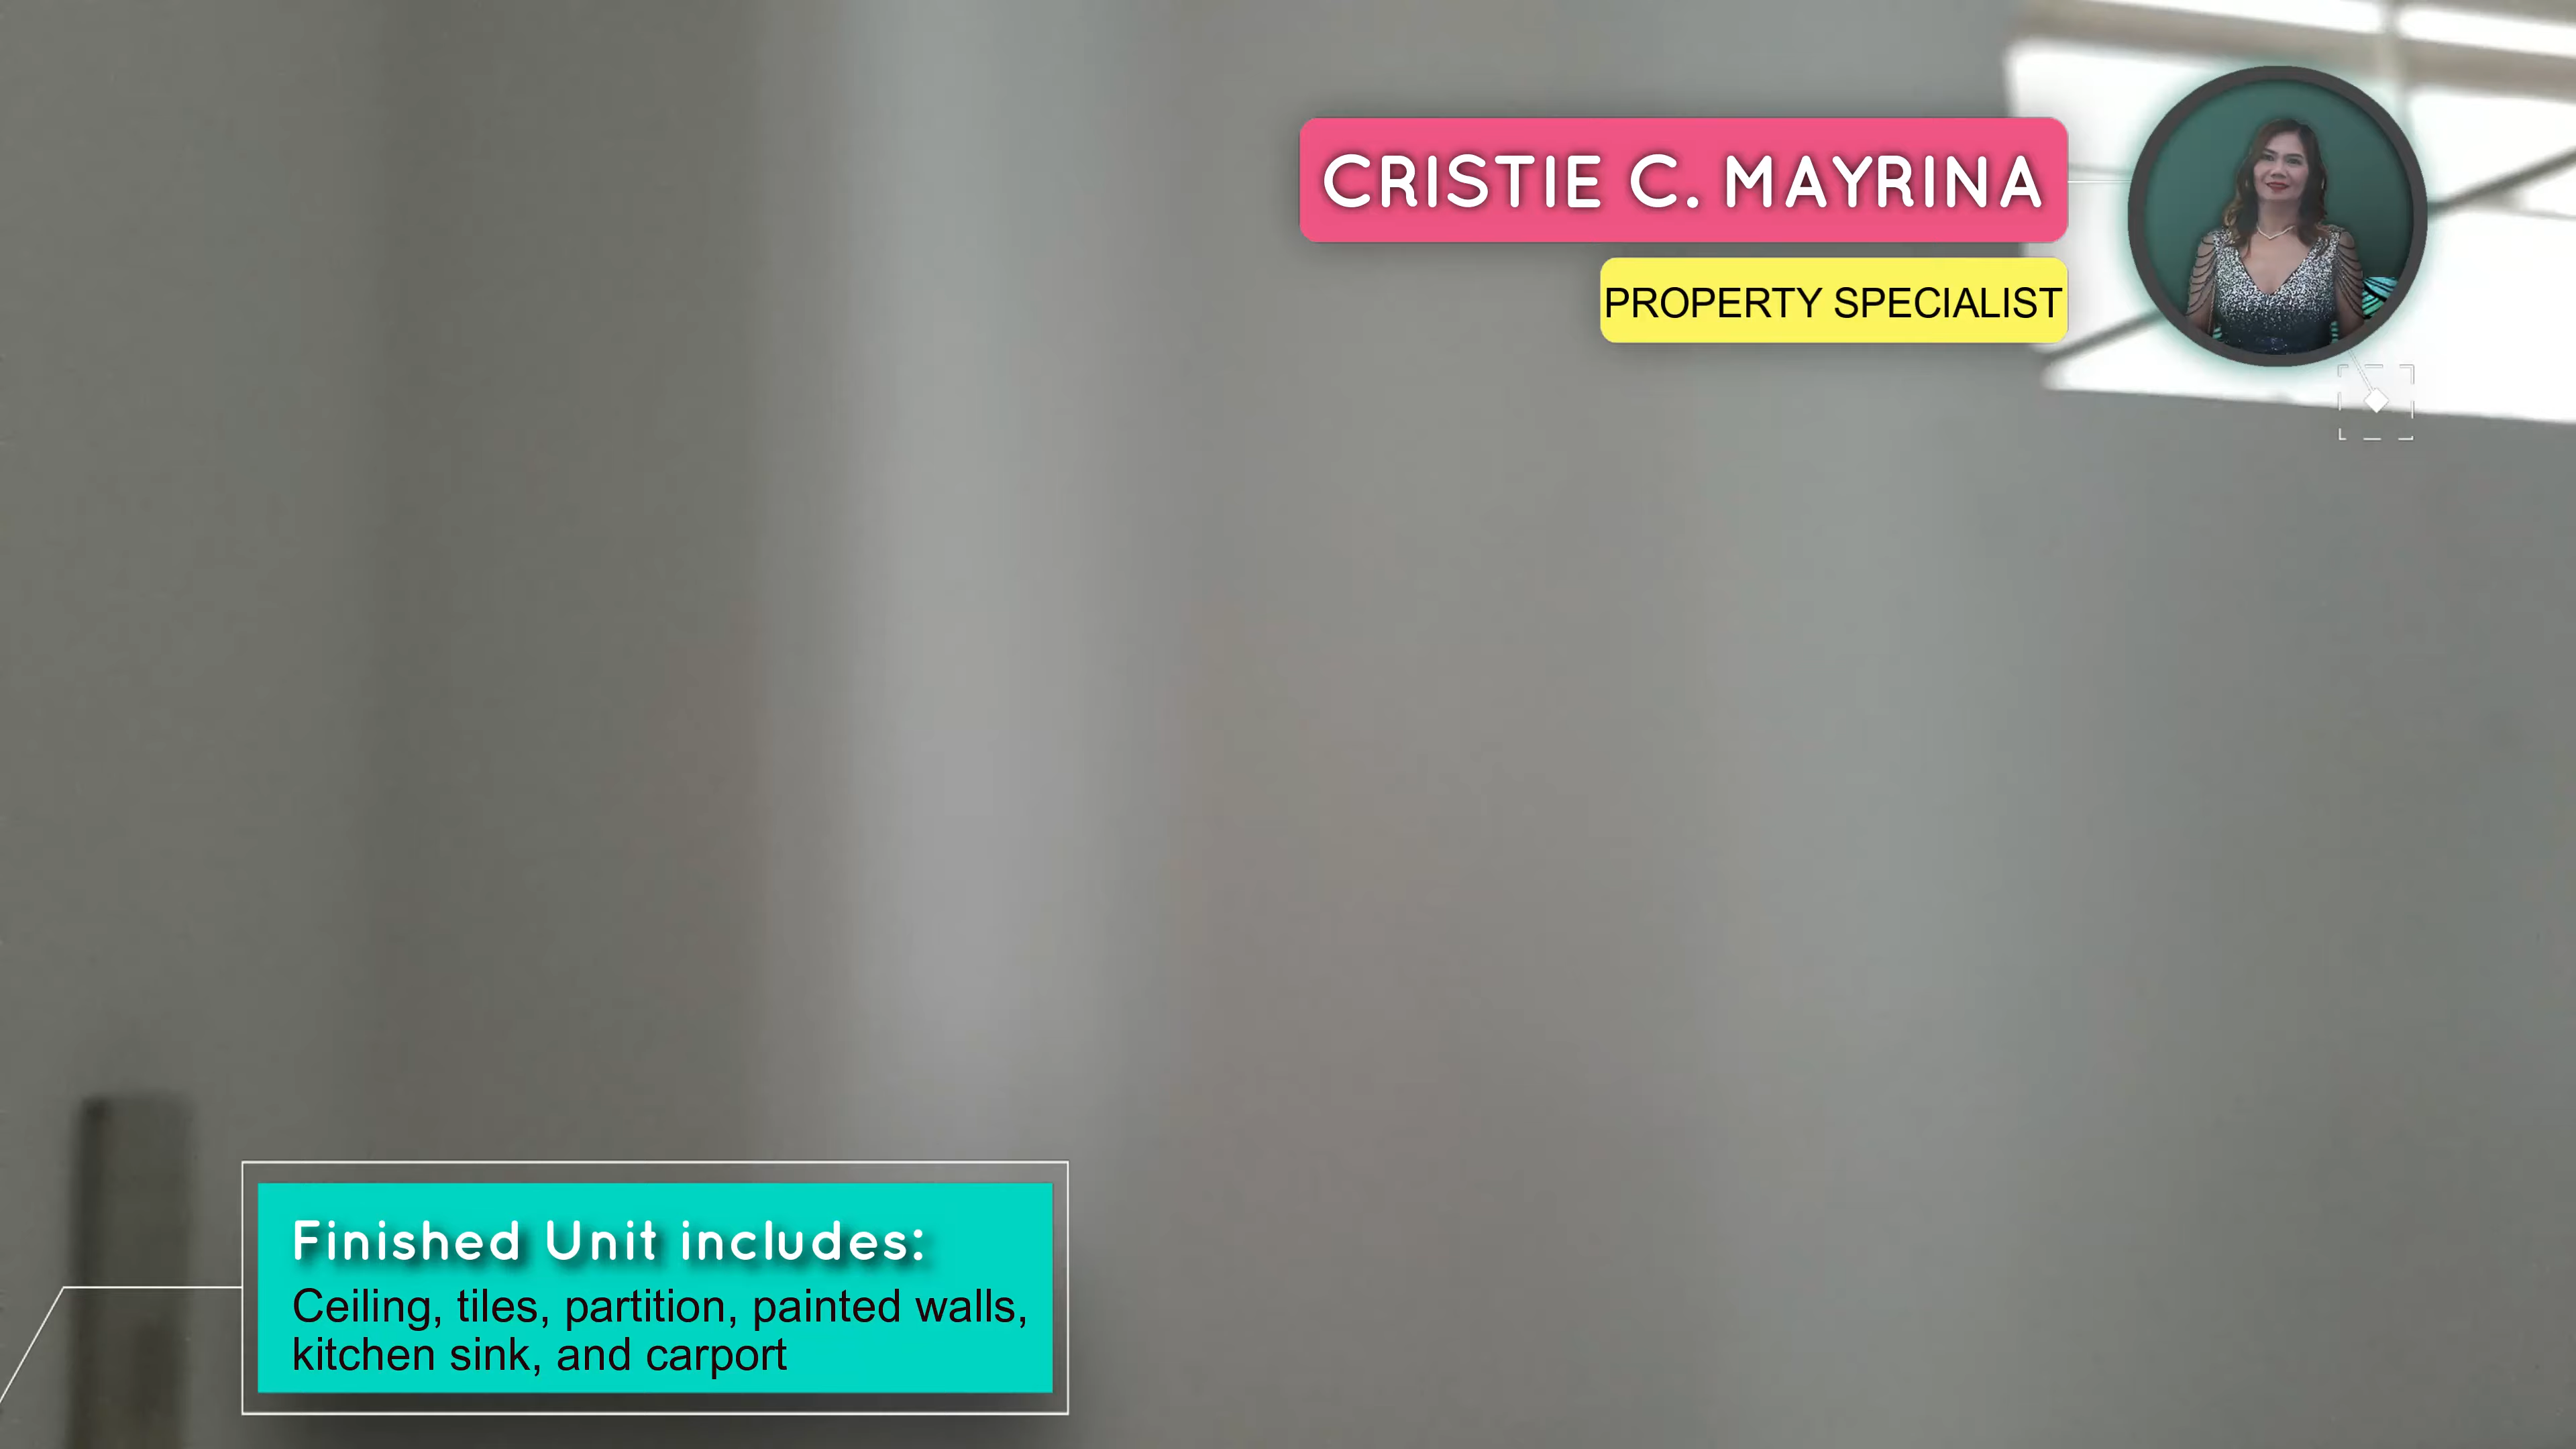 CRISTIE C. MAYRINA
PROPERTY SPECIALIST
Finished Unit includes:
Ceiling, tiles, partition, painted walls,
kitchen sink, and carport